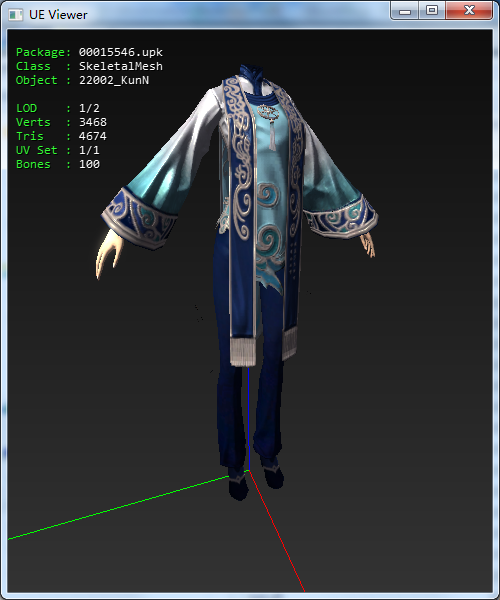 UE Viewer
Package: 00015546.upk
Class : SkeletalMesh
Object : 22002_KunN
LOD : 1/2
Verts : 3468
Tris : 4674
UV Set : 1/1
Bones : 100